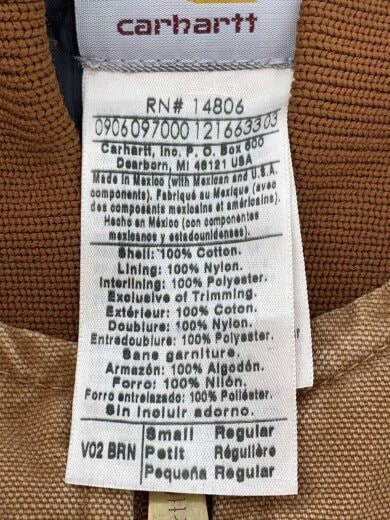 carhartt
RN# 14806
0906097000 12166 33 03
Carhartt, Inc. P. O. Box 600
Dearborn, MI 48121 USA
Made in Mexico (with Mexican and U.S.A.
components). Fabriqué au Mexique (avec
des composants mexicains et américains).
Hecho en México (con componentes
mexicanos y estadounidenses).
Shell: 100% Cotton.
Lining: 100% Nylon.
Interlining: 100% Polyester.
Exclusive of Trimming.
Extérieur: 100% Coton.
Doublure: 100% Nylon.
Entredoublure: 100% Polyester.
Sans garniture.
Armazón: 100% Algodón.
Forro: 100% Nilón.
Forro entrelazado: 100% Poliéster.
Sin incluir adorno.
V02 BRN
Small Regular
Petit Régulière
Pequeña Regular